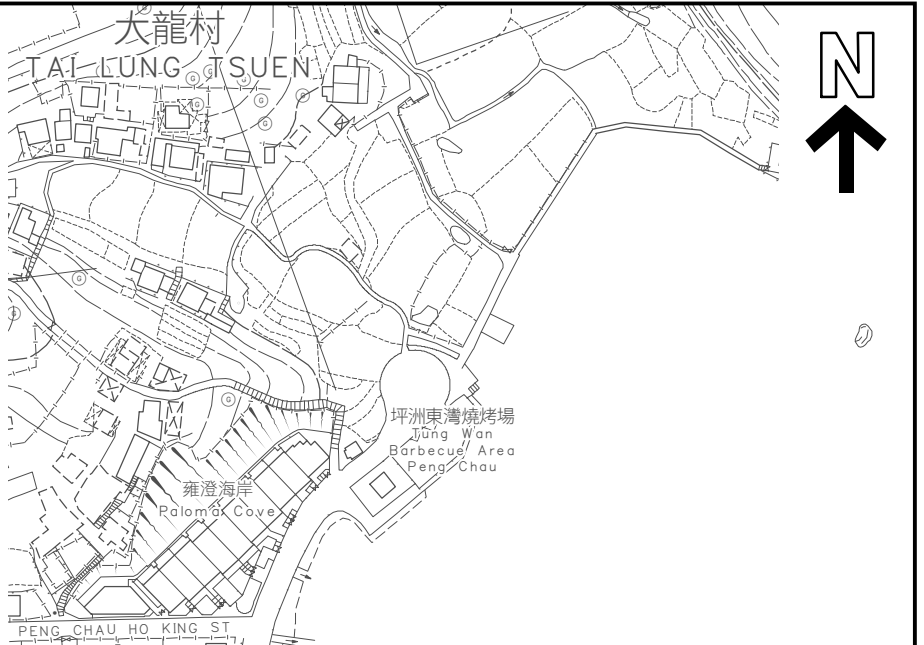 大龍村
TAI LUNG TSUEN
N
G
G
G
G
G
G
G
G
G
G
坪洲東灣燒烤場
Tung Wan
Barbecue Area
Peng Chau
雍澄海岸
Paloma Cove
PENG CHAU HO KING ST